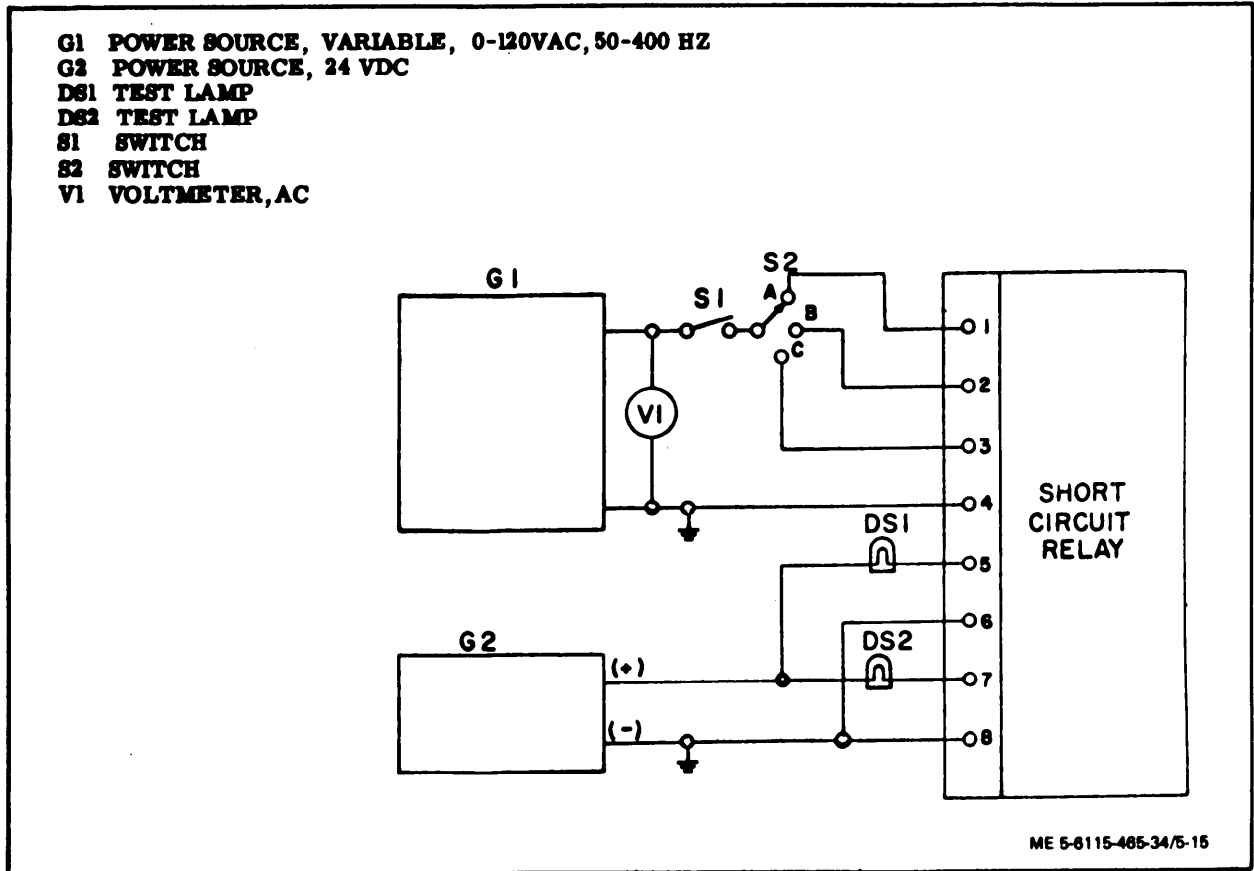 G1 POWER SOURCE, VARIABLE, 0-120VAC, 50-400 HZ
G2 POWER SOURCE, 24 VDC
DS1 TEST LAMP
DS2 TEST LAMP
S1 SWITCH
S2 SWITCH
V1 VOLTMETER, AC
G1
S1
S2
A
B
C
V1
1
2
3
4
5
6
7
8
SHORT
CIRCUIT
RELAY
DS1
DS2
G2
(+)
(-)
ME 5-6115-465-34/5-15